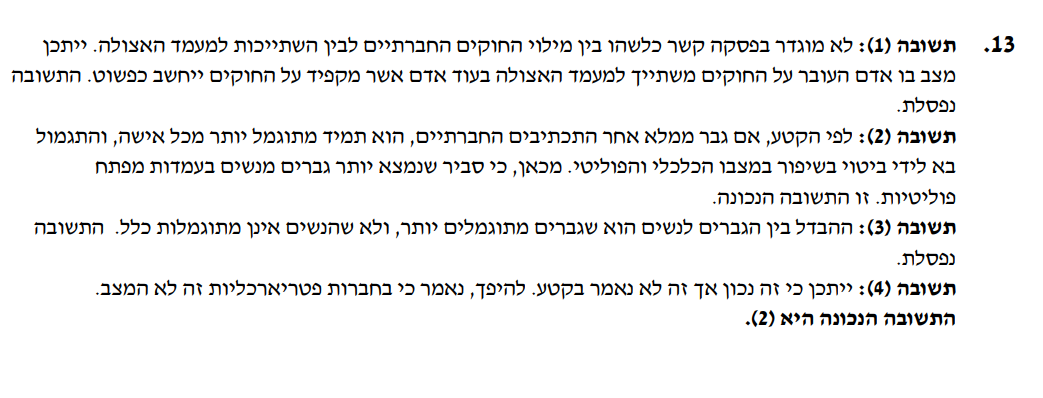 13. תשובה (1): לא מוגדר בפסקה קשר כלשהו בין מילוי החוקים החברתיים לבין השתייכות למעמד האצולה. ייתכן
מצב בו אדם העובר על החוקים משתייך למעמד האצולה בעוד אדם אשר מקפיד על החוקים ייחשב כפשוט. התשובה
נפסלת.
תשובה (2): לפי הקטע, אם גבר ממלא אחר התכתיבים החברתיים, הוא תמיד מתוגמל יותר מכל אישה, והתגמול
בא לידי ביטוי בשיפור במצבו הכלכלי והפוליטי. מכאן, כי סביר שנמצא יותר גברים מנשים בעמדות מפתח
פוליטיות. זו התשובה הנכונה.
תשובה (3): ההבדל בין הגברים לנשים הוא שגברים מתוגמלים יותר, ולא שהנשים אינן מתוגמלות כלל. התשובה
נפסלת.
תשובה (4): ייתכן כי זה נכון אך זה לא נאמר בקטע. להיפך, נאמר כי בחברות פטריארכליות זה לא המצב.
התשובה הנכונה היא (2).